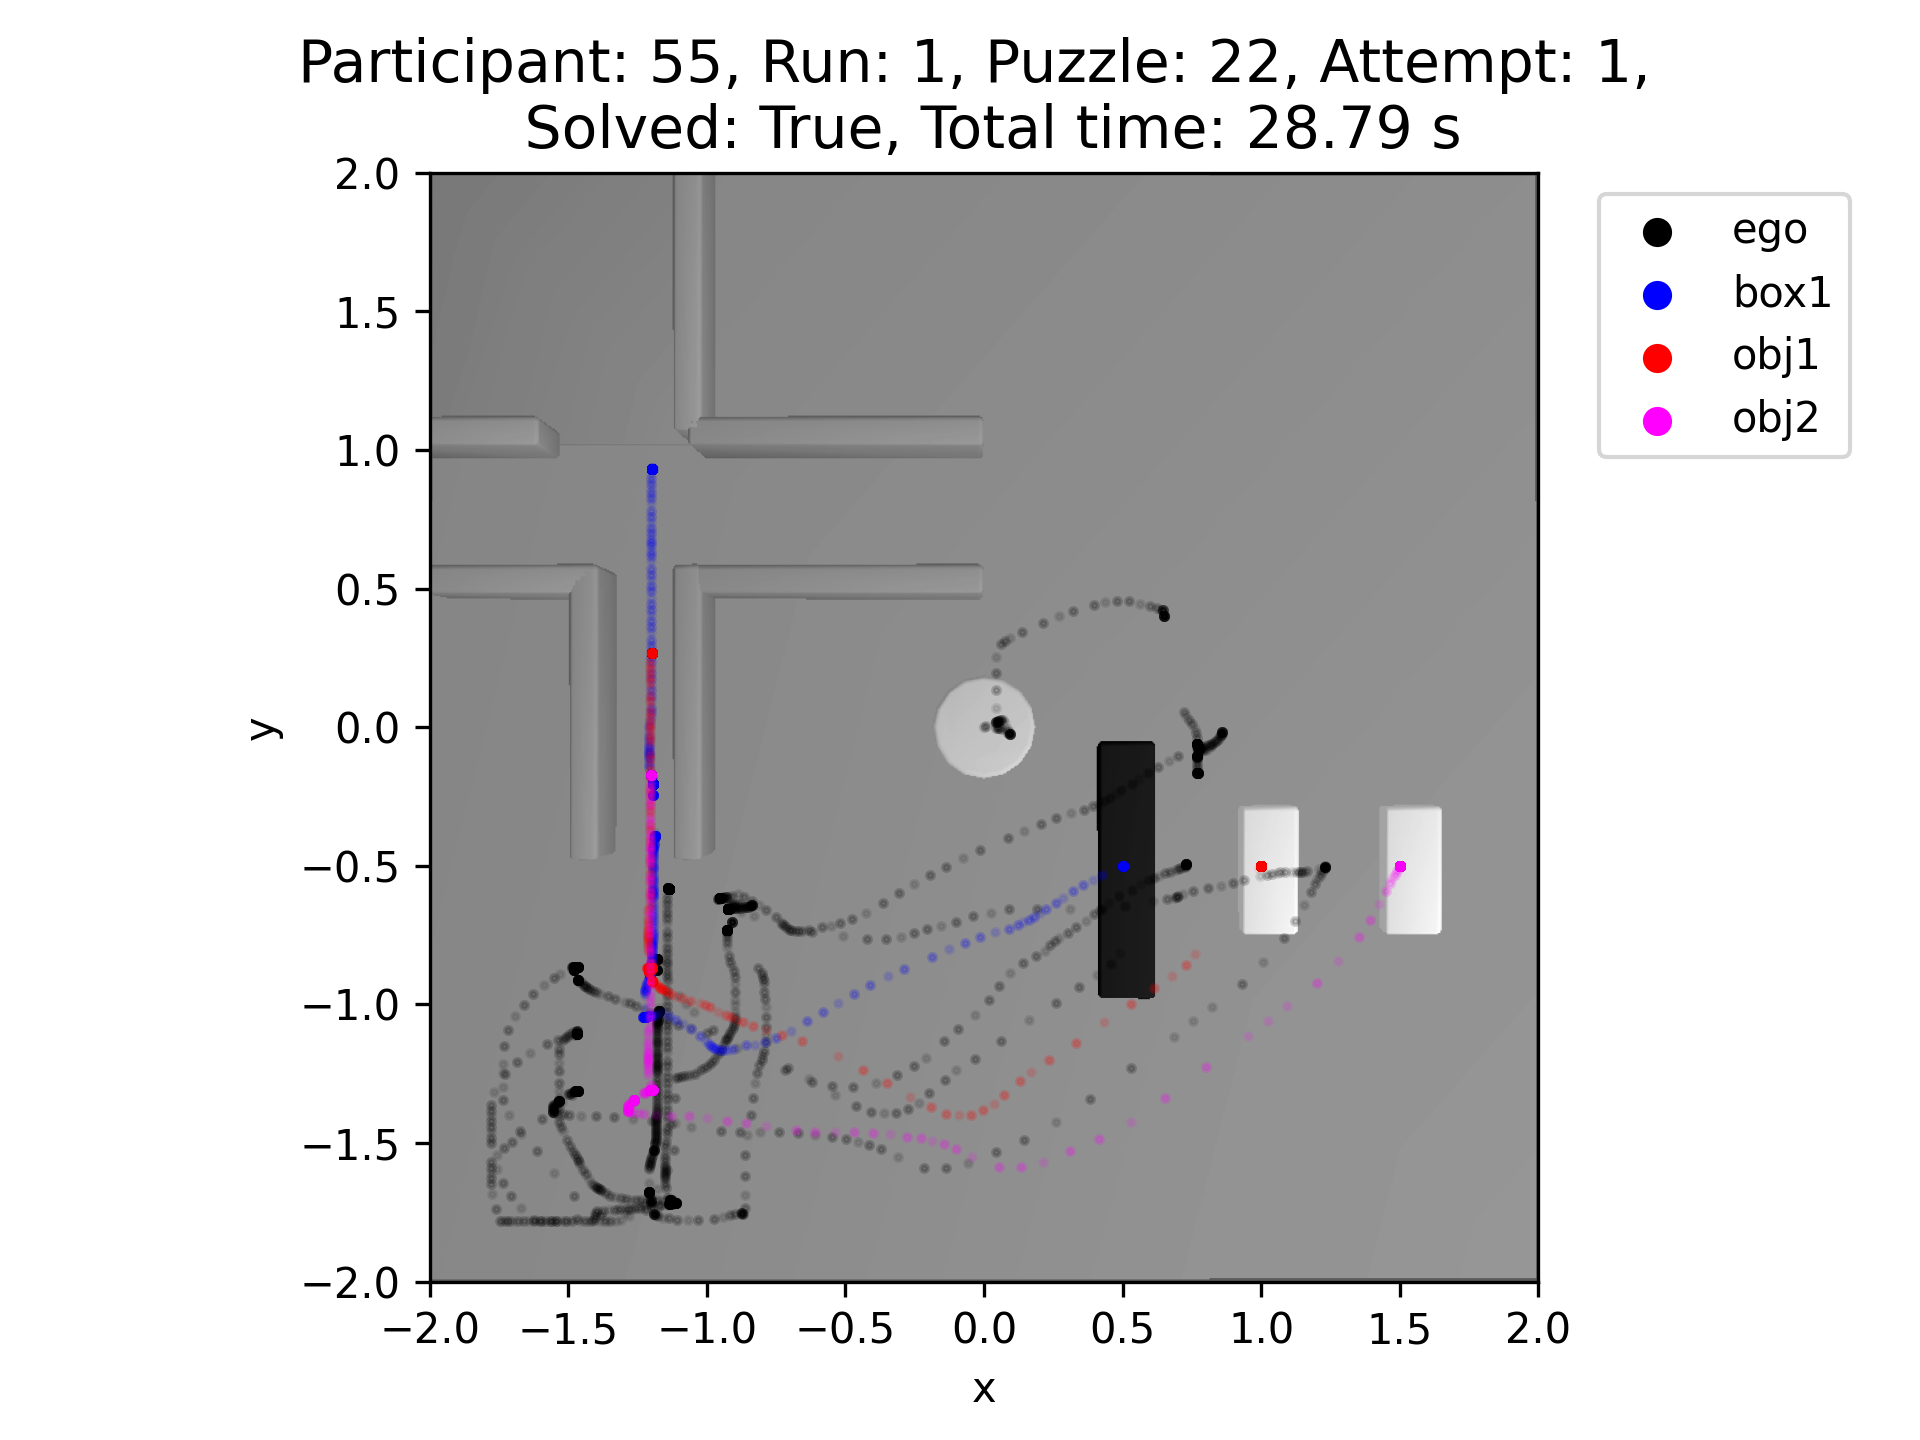 Participant: 55, Run: 1, Puzzle: 22, Attempt: 1,
Solved: True, Total time: 28.79 s
2.0
1.5
1.0
0.5
0.0
−0.5
−1.0
−1.5
−2.0
y
−2.0 −1.5 −1.0 −0.5 0.0 0.5 1.0 1.5 2.0
x
ego
box1
obj1
obj2